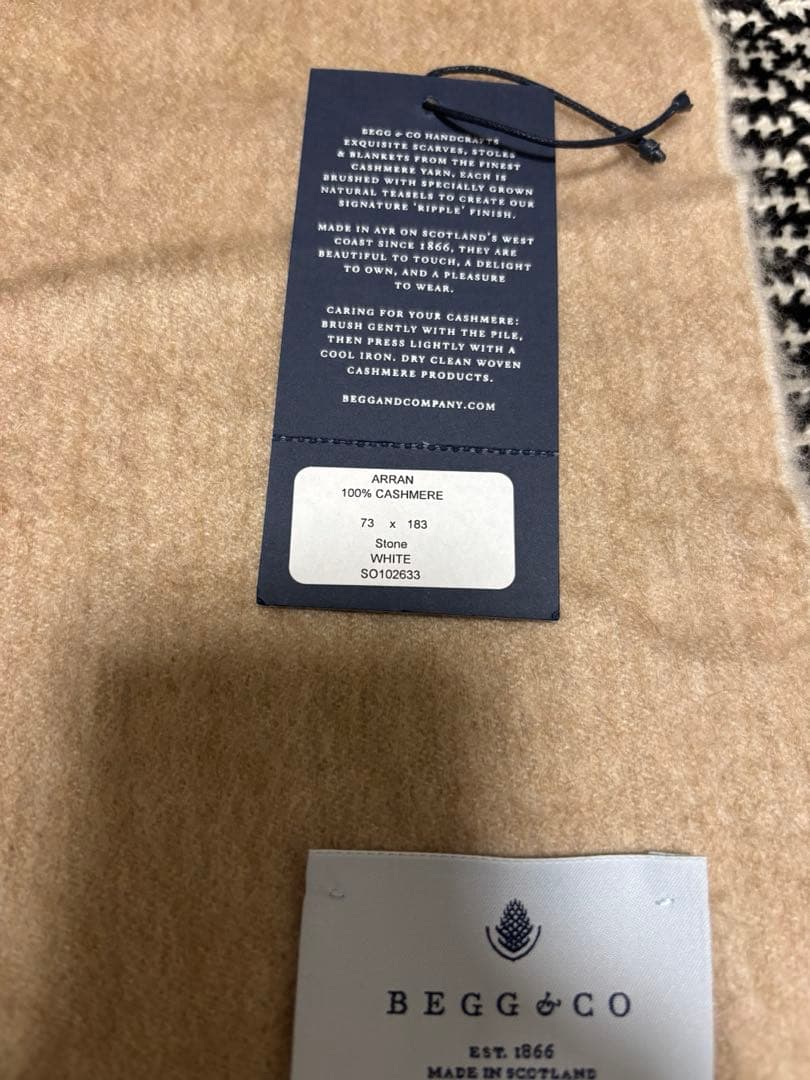 BEGG & CO HANDCRAFTS
EXQUISITE SCARVES, STOLES
& BLANKETS FROM THE FINEST
CASHMERE YARN, EACH IS
BRUSHED WITH SPECIALLY GROWN
NATURAL TEASELS TO CREATE OUR
SIGNATURE 'RIPPLE' FINISH.
MADE IN AYR ON SCOTLAND'S WEST
COAST SINCE 1866, THEY ARE
BEAUTIFUL TO TOUCH, A DELIGHT
TO OWN, AND A PLEASURE
TO WEAR.
CARING FOR YOUR CASHMERE:
BRUSH GENTLY WITH THE PILE,
THEN PRESS LIGHTLY WITH A
COOL IRON. DRY CLEAN WOVEN
CASHMERE PRODUCTS.
BEGGANDCOMPANY.COM
ARRAN
100% CASHMERE
73 x 183
Stone
WHITE
SO102633
BEGG & CO
EST. 1866
MADE IN SCOTLAND